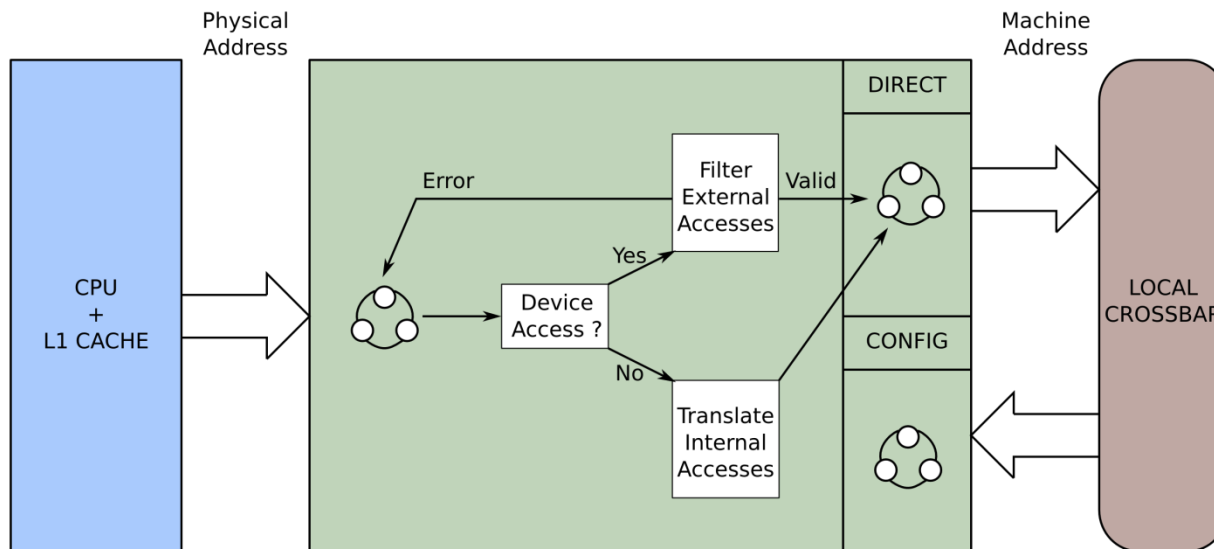 Physical
Address
Machine
Address
DIRECT
Error
Filter
External
Accesses
Valid
Yes
CPU
+
L1 CACHE
Device
Access ?
No
Translate
Internal
Accesses
CONFIG
LOCAL
CROSSBAR